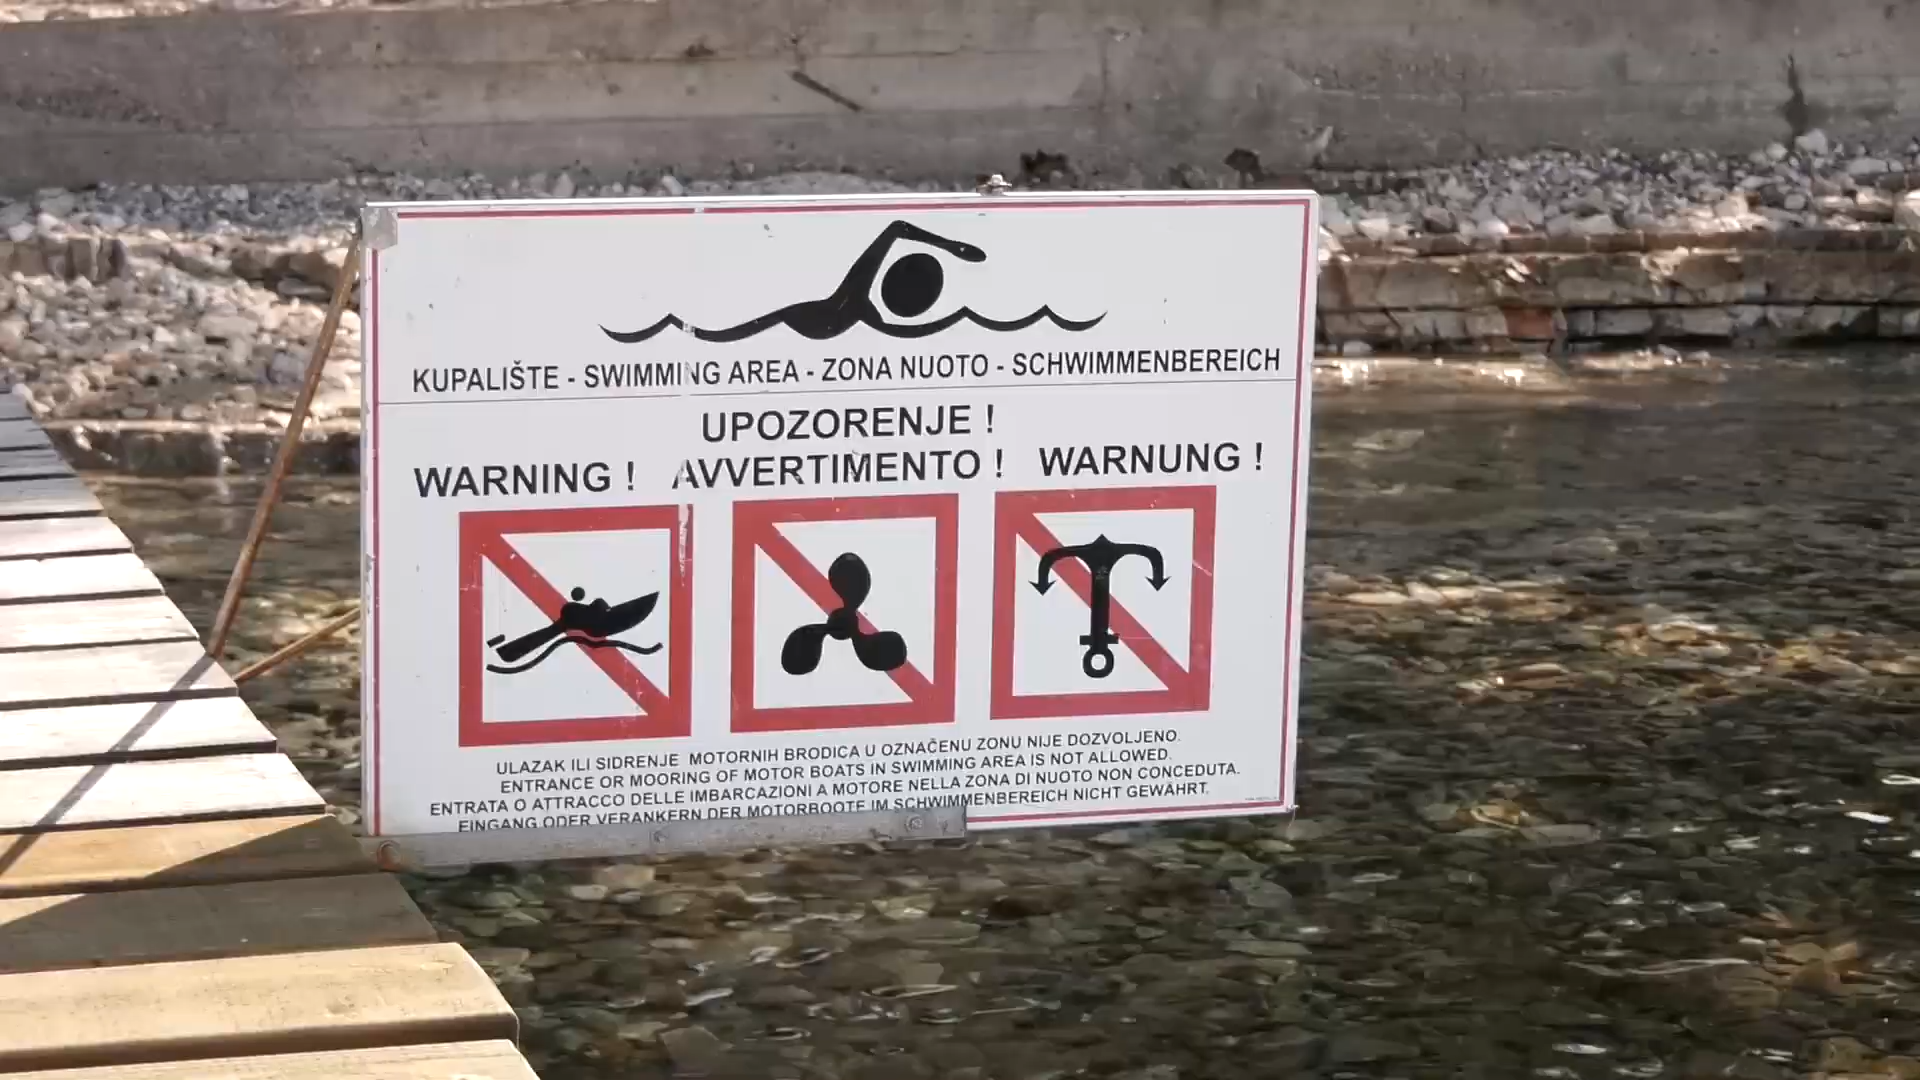 KUPALIŠTE - SWIMMING AREA - ZONA NUOTO - SCHWIMMENBEREICH
UPOZORENJE !
WARNING ! AVVERTIMENTO ! WARNUNG !
ULAZAK ILI SIDRENJE MOTORNIH BRODICA U OZNAČENU ZONU NIJE DOZVOLJENO.
ENTRANCE OR MOORING OF MOTOR BOATS IN SWIMMING AREA IS NOT ALLOWED.
ENTRATA O ATTRACCO DELLE IMBARCAZIONI A MOTORE NELLA ZONA DI NUOTO NON CONCEDUTA.
EINGANG ODER VERANKERN DER MOTORBOOTE IM SCHWIMMENBEREICH NICHT GEWÄHRT.